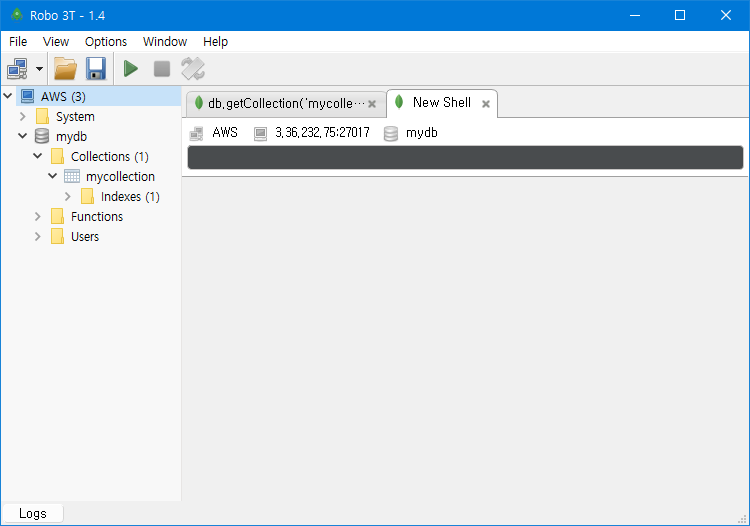 Robo 3T - 1.4
File View Options Window Help
AWS (3)
System
mydb
Collections (1)
mycollection
Indexes (1)
Functions
Users
db.getCollection('mycolle⋯
New Shell
AWS 3.36.232.75:27017 mydb
Logs